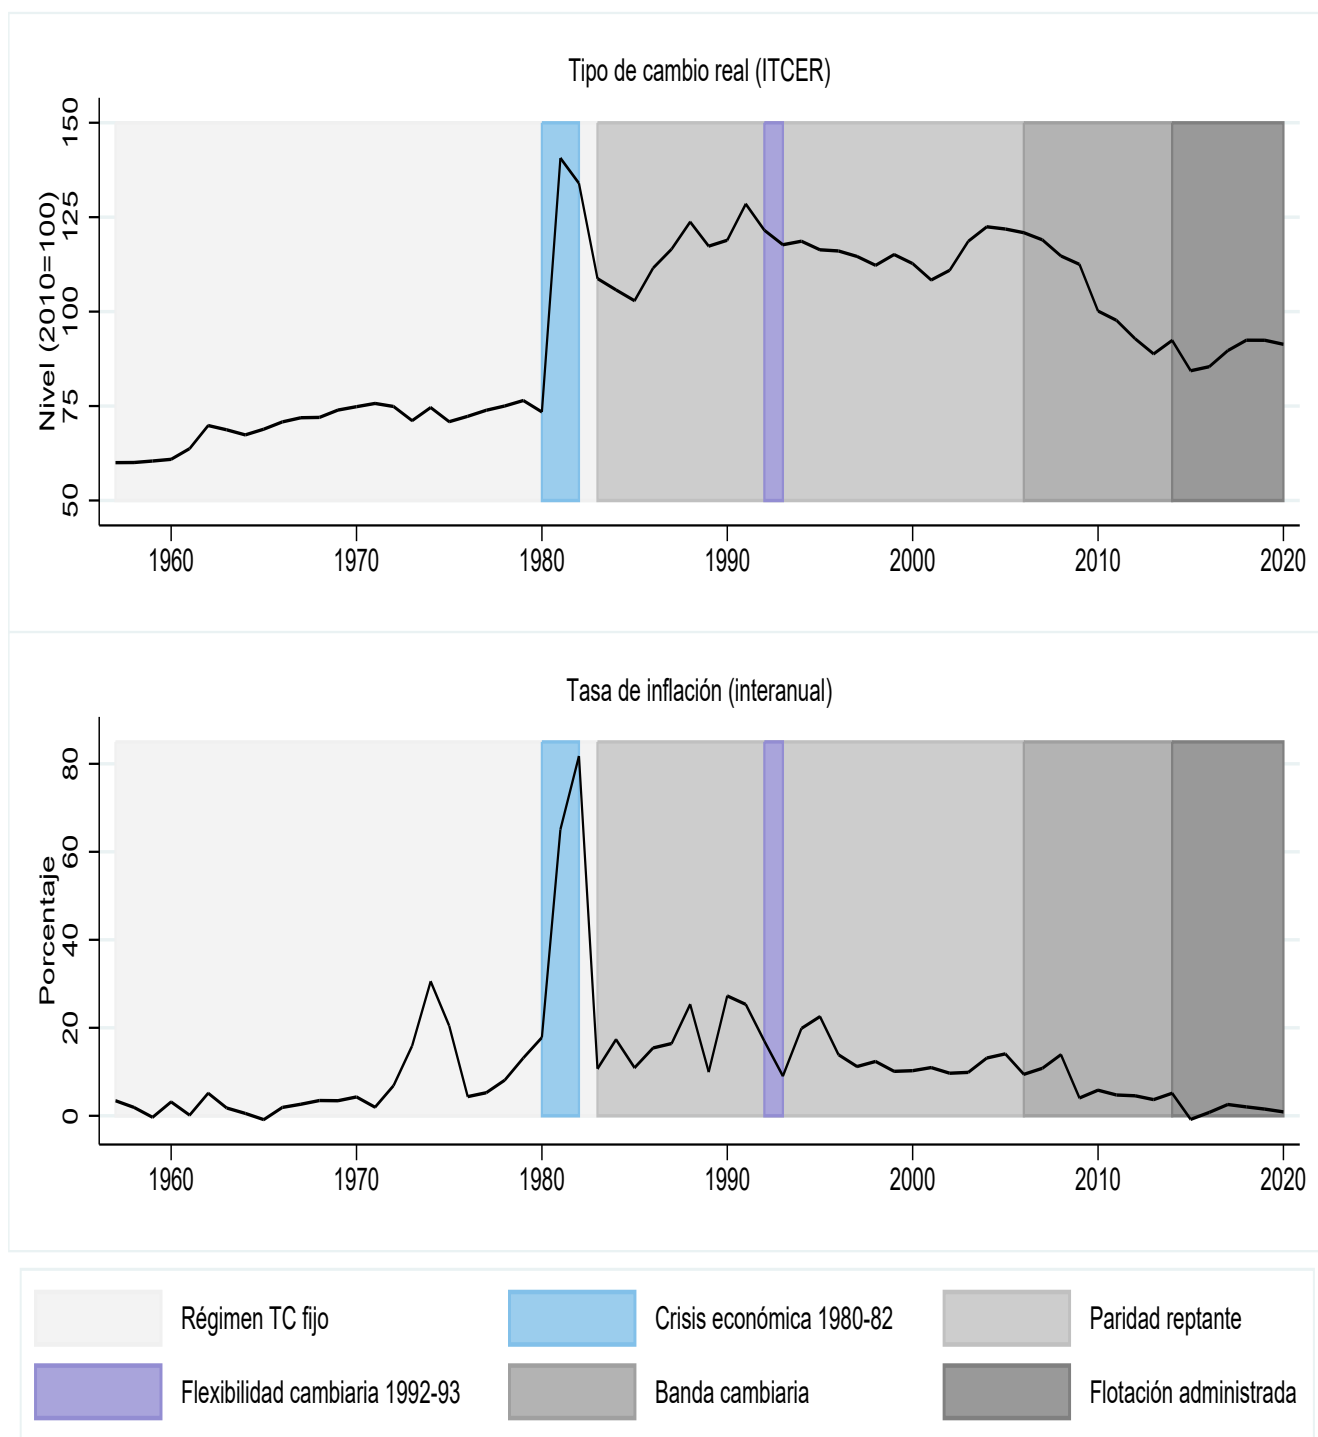 Tipo de cambio real (ITCER)
Nivel (2010=100)
150
125
100
75
50
1960 1970 1980 1990 2000 2010 2020
Tasa de inflación (interanual)
Porcentaje
80
60
40
20
0
1960 1970 1980 1990 2000 2010 2020
Régimen TC fijo Crisis económica 1980-82 Paridad reptante
Flexibilidad cambiaria 1992-93 Banda cambiaria Flotación administrada